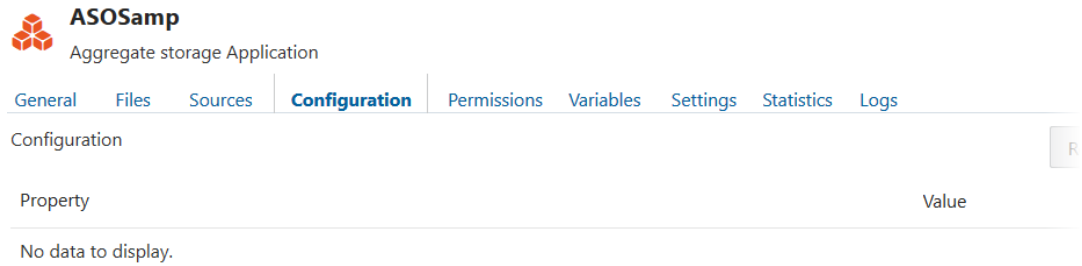 ASOSamp
Aggregate storage Application
General Files Sources Configuration Permissions Variables Settings Statistics Logs
Configuration
Property Value
No data to display.